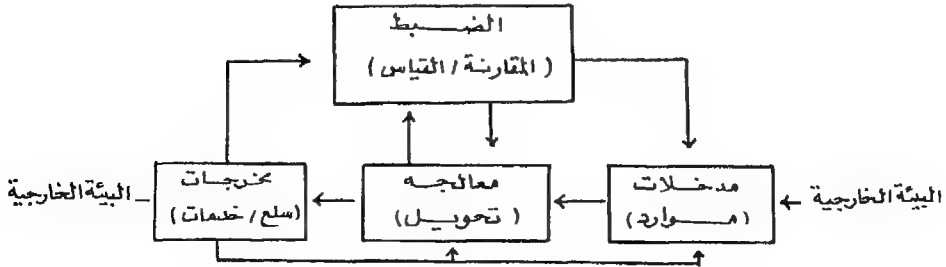 الضبط
(المقارنة / القياس)
البيئة الخارجية
مدخلات
(موارد)
معالجه
(تحويل)
مخرجات
(سلع / خدمات)
البيئة الخارجية